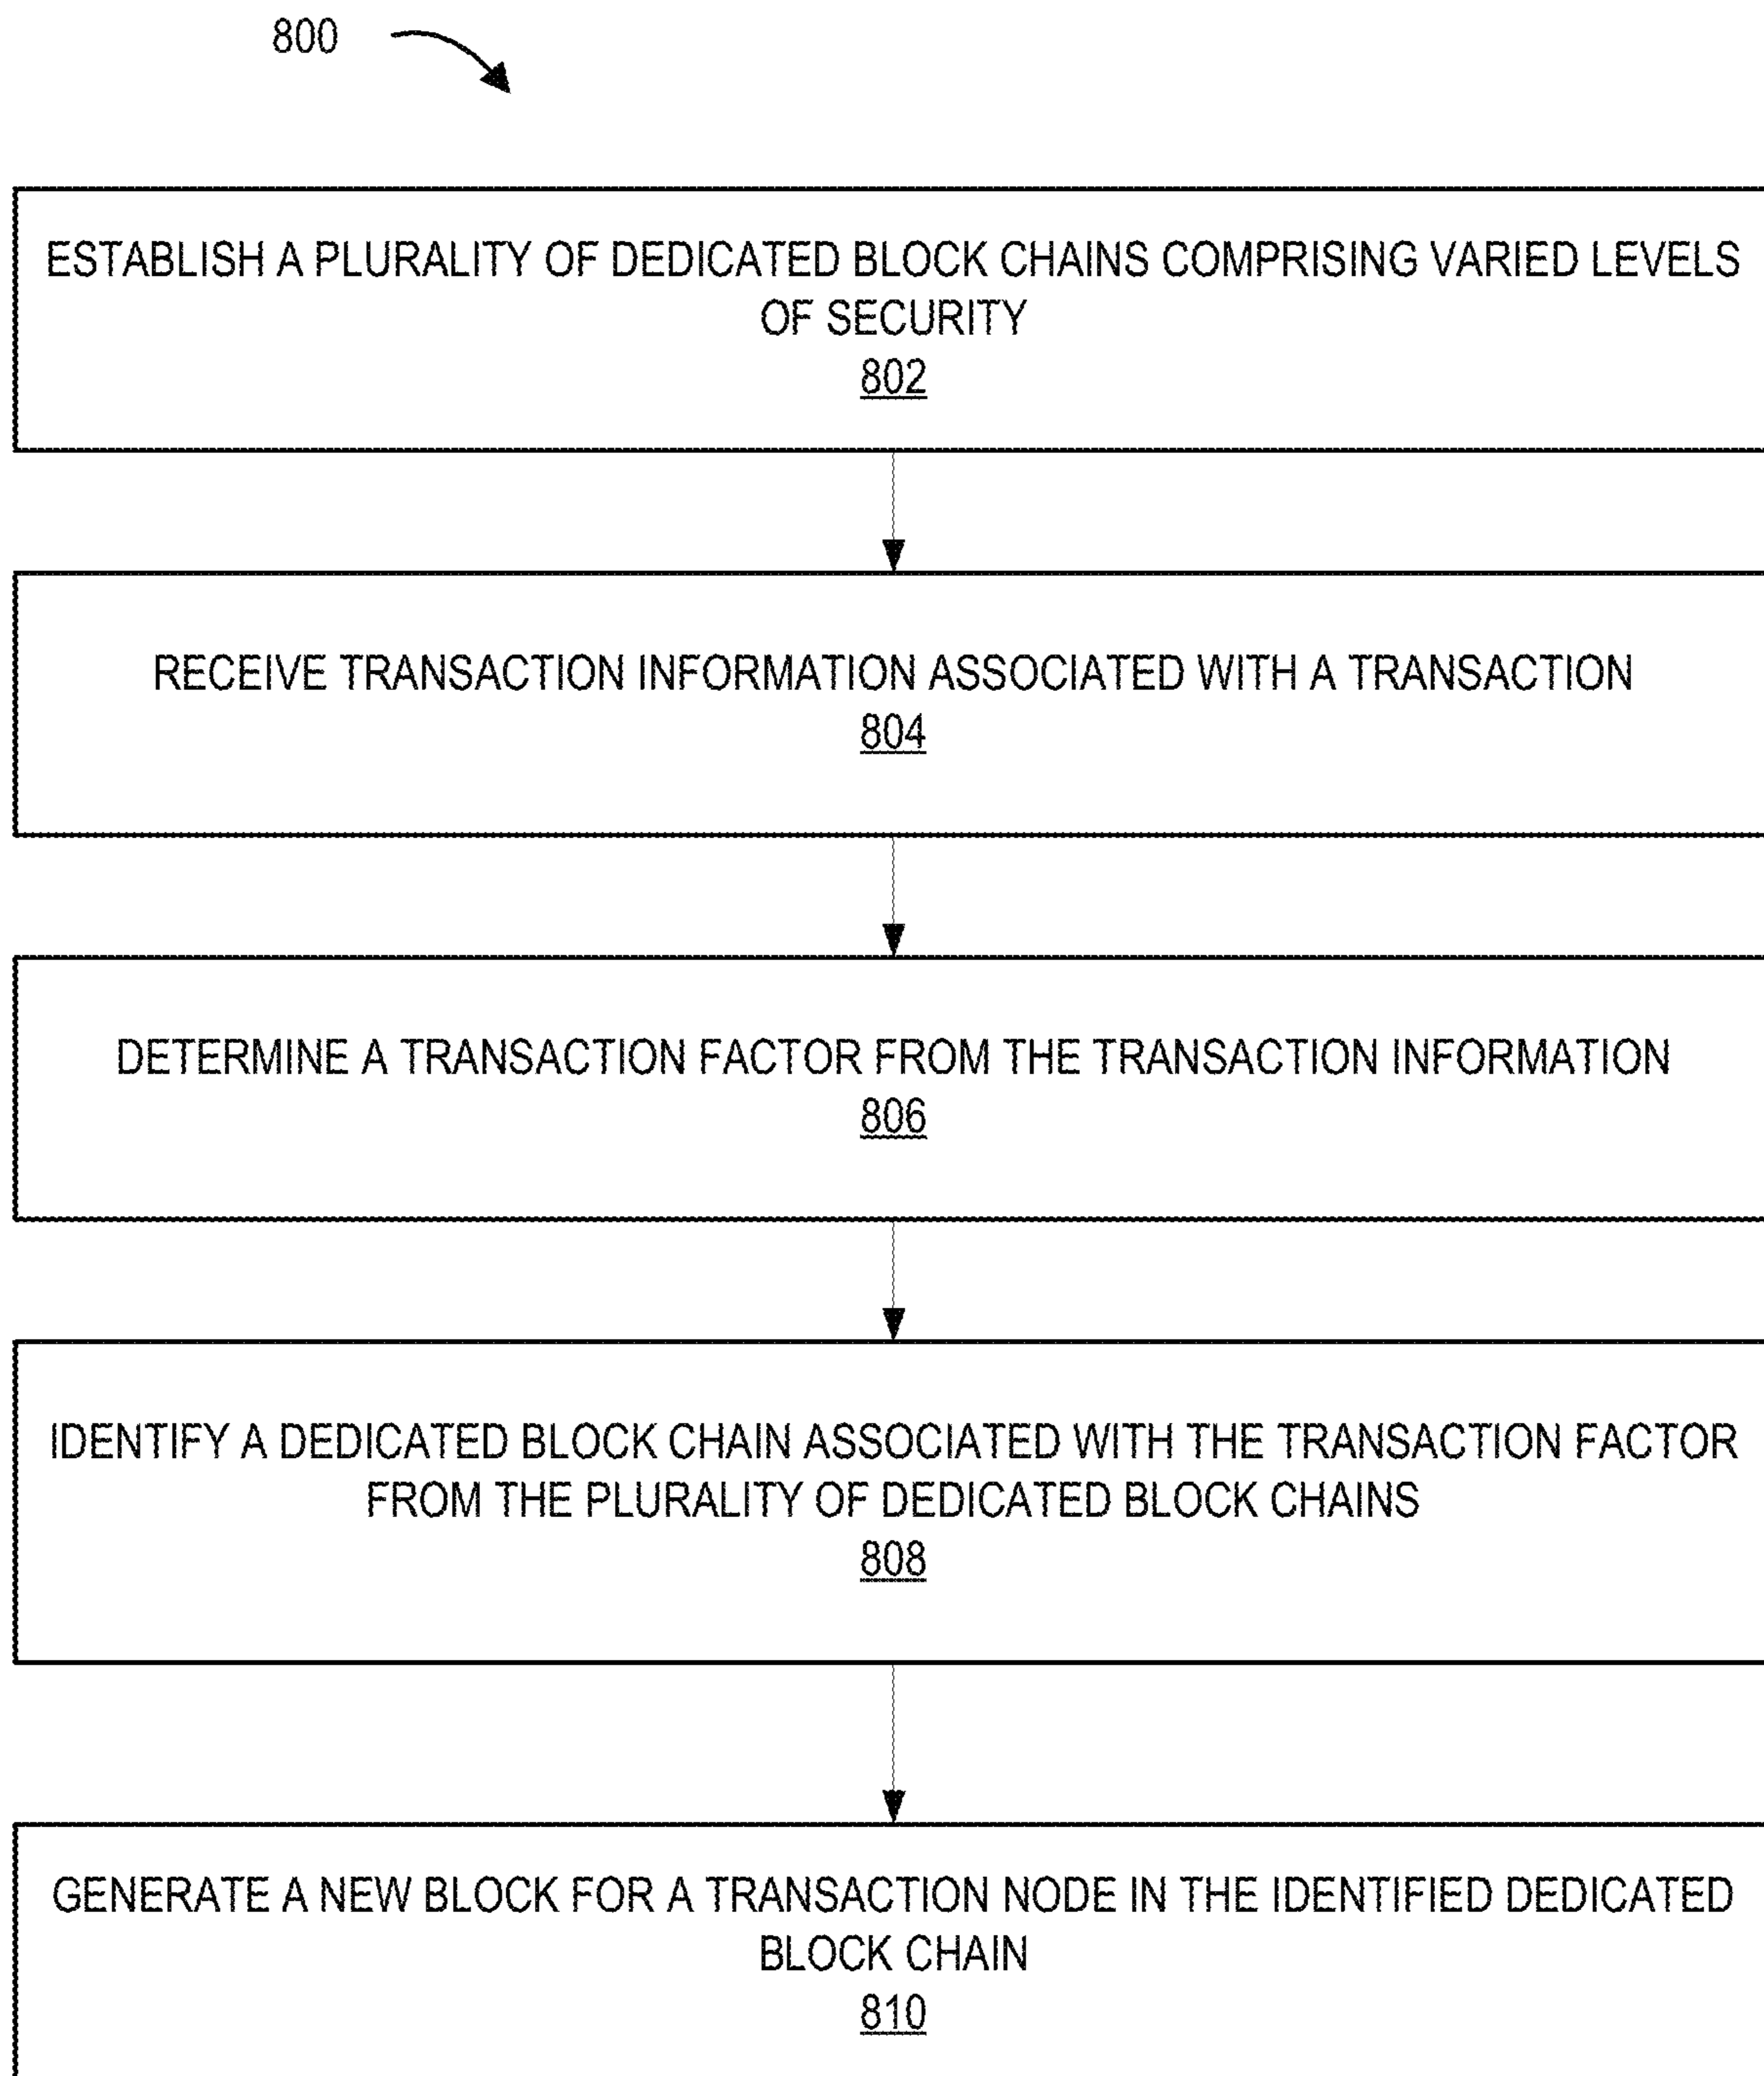 800
ESTABLISH A PLURALITY OF DEDICATED BLOCK CHAINS COMPRISING VARIED LEVELS
OF SECURITY
802
RECEIVE TRANSACTION INFORMATION ASSOCIATED WITH A TRANSACTION
804
DETERMINE A TRANSACTION FACTOR FROM THE TRANSACTION INFORMATION
806
IDENTIFY A DEDICATED BLOCK CHAIN ASSOCIATED WITH THE TRANSACTION FACTOR
FROM THE PLURALITY OF DEDICATED BLOCK CHAINS
808
GENERATE A NEW BLOCK FOR A TRANSACTION NODE IN THE IDENTIFIED DEDICATED
BLOCK CHAIN
810